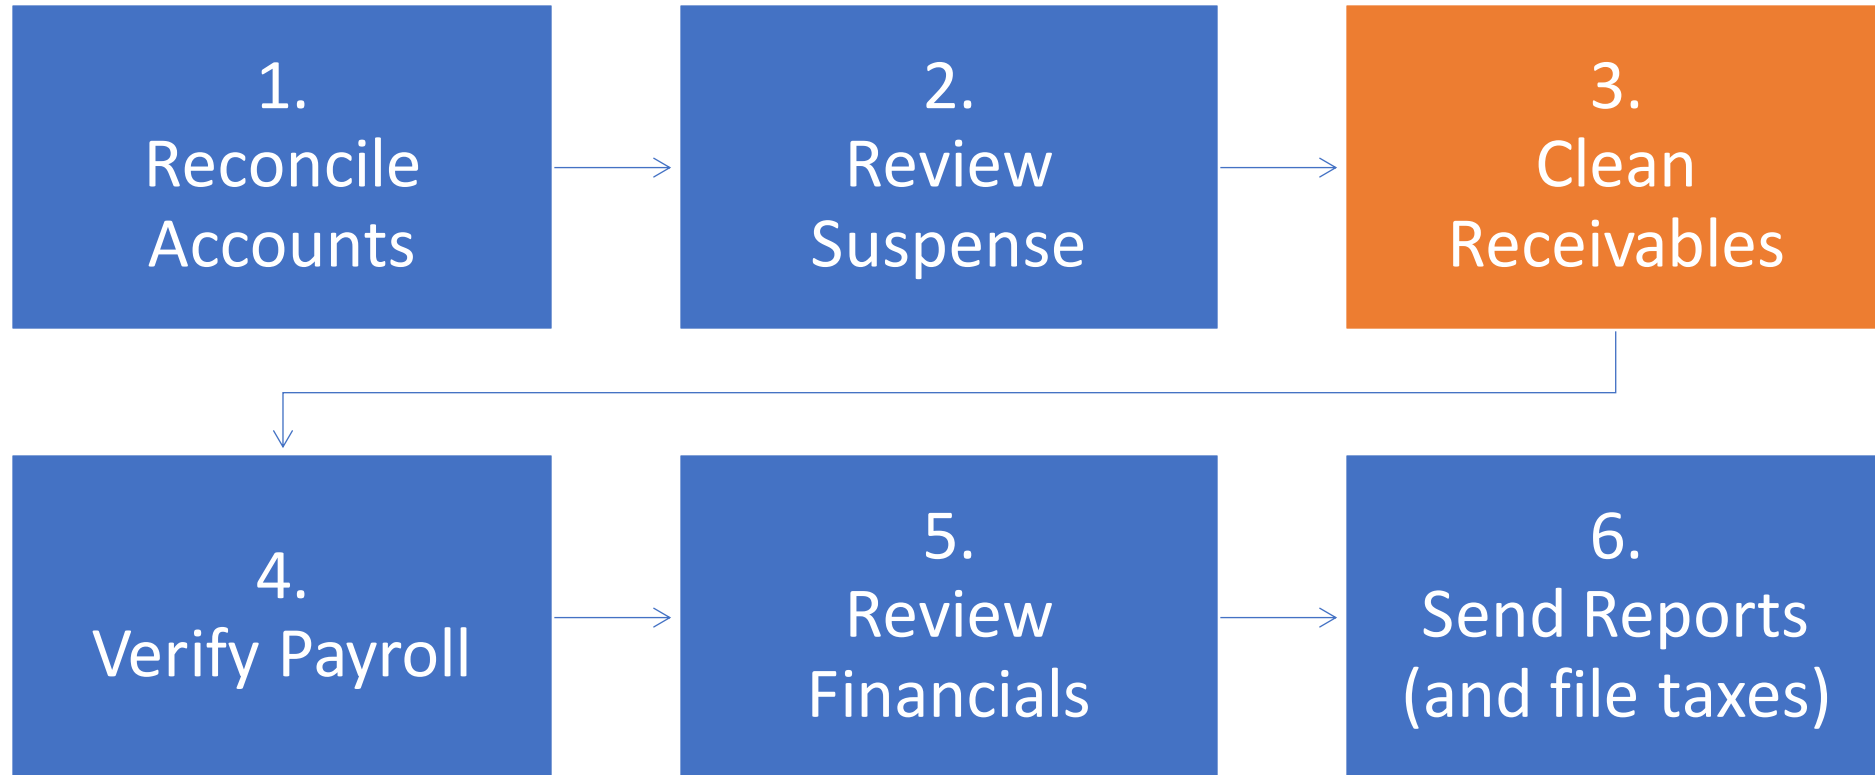 1.
Reconcile
Accounts
2.
Review
Suspense
3.
Clean
Receivables
4.
Verify Payroll
5.
Review
Financials
6.
Send Reports
(and file taxes)